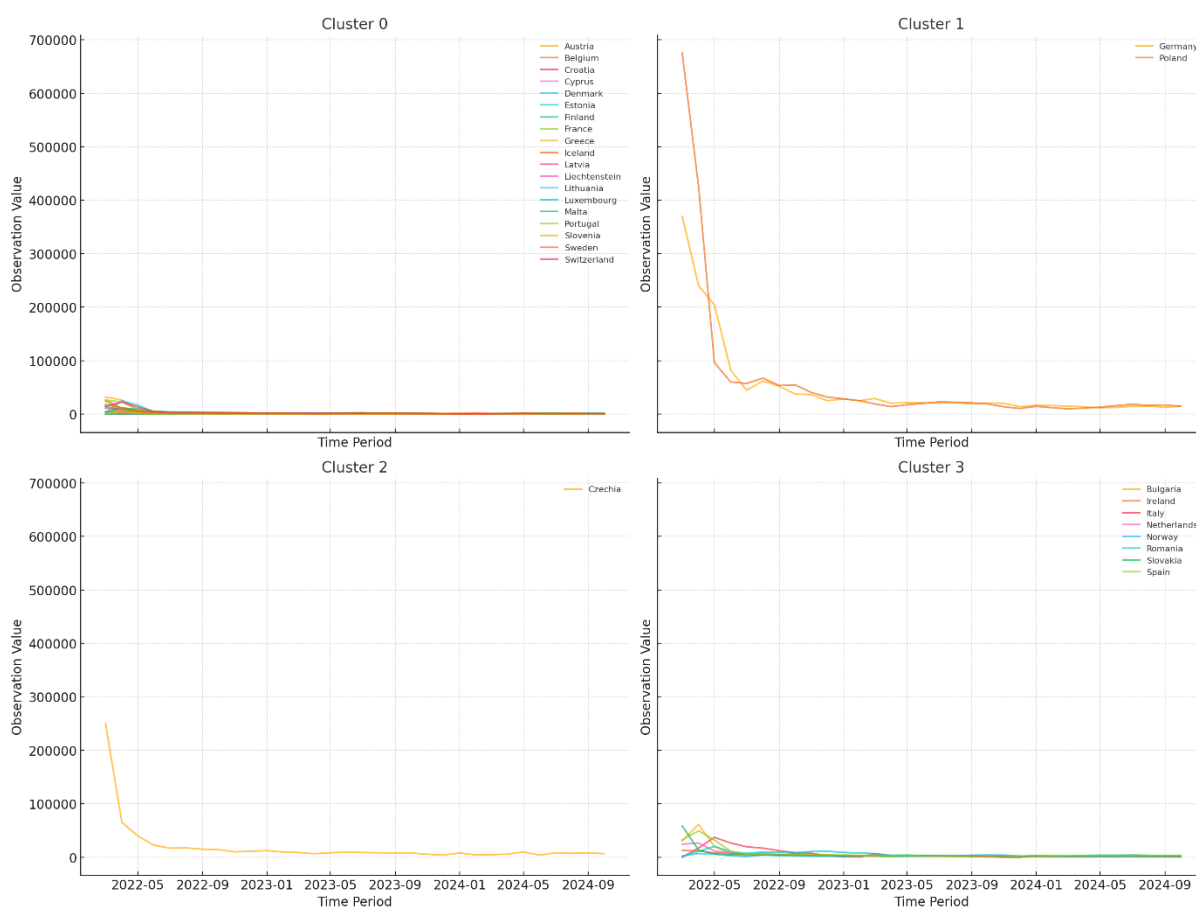 Cluster 0
700000
600000
500000
400000
300000
200000
100000
0
Observation Value
Time Period
Austria
Belgium
Croatia
Cyprus
Denmark
Estonia
Finland
France
Greece
Iceland
Latvia
Liechtenstein
Lithuania
Luxembourg
Malta
Portugal
Slovenia
Sweden
Switzerland
Cluster 1
Observation Value
Time Period
Germany
Poland
Cluster 2
700000
600000
500000
400000
300000
200000
100000
0
Observation Value
Czechia
2022-05 2022-09 2023-01 2023-05 2023-09 2024-01 2024-05 2024-09
Time Period
Cluster 3
Observation Value
Bulgaria
Ireland
Italy
Netherlands
Norway
Romania
Slovakia
Spain
2022-05 2022-09 2023-01 2023-05 2023-09 2024-01 2024-05 2024-09
Time Period